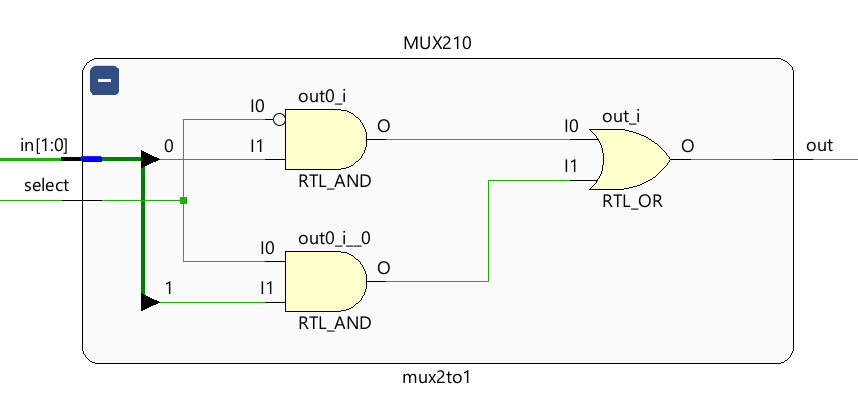 MUX210
out0_i
I0
O
in[1:0]
0
I1
RTL_AND
select
out_i
I0
O
out
I1
RTL_OR
out0_i__0
I0
O
1
I1
RTL_AND
mux2to1